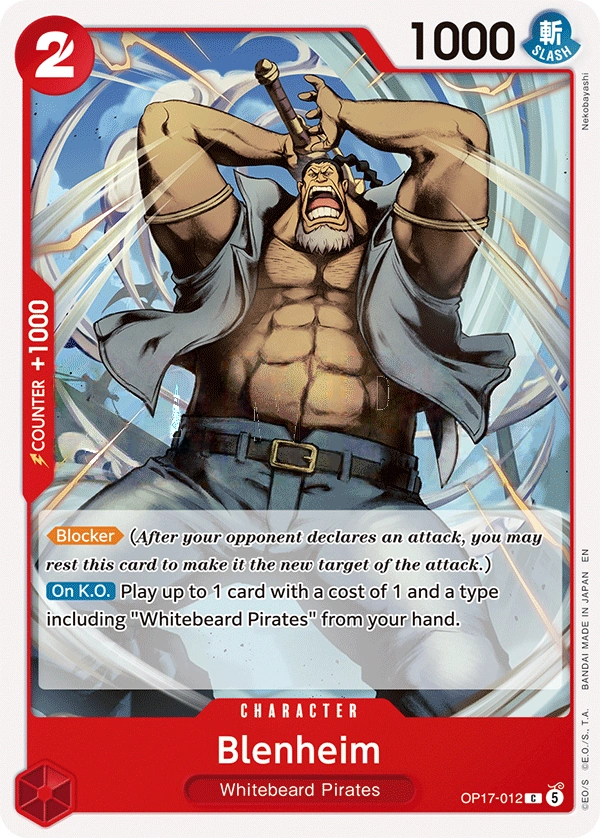 2
1000
斬
SLASH
Nekobayashi
COUNTER +1000
Blocker (After your opponent declares an attack, you may
rest this card to make it the new target of the attack.)
On K.O. Play up to 1 card with a cost of 1 and a type
including "Whitebeard Pirates" from your hand.
CHARACTER
Blenheim
Whitebeard Pirates
OP17-012 C 5
©EO/S ©E.O./S., T.A. BANDAI MADE IN JAPAN EN